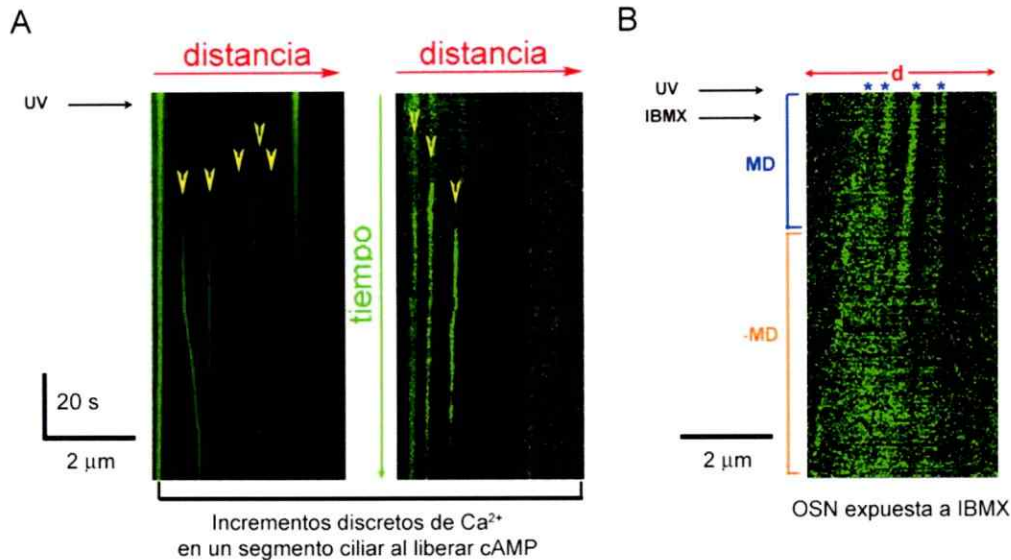 A
distancia
distancia
UV
tiempo
20 s
2 μm
Incrementos discretos de Ca²⁺
en un segmento ciliar al liberar cAMP
B
d
* * * *
UV
IBMX
MD
-MD
2 μm
OSN expuesta a IBMX